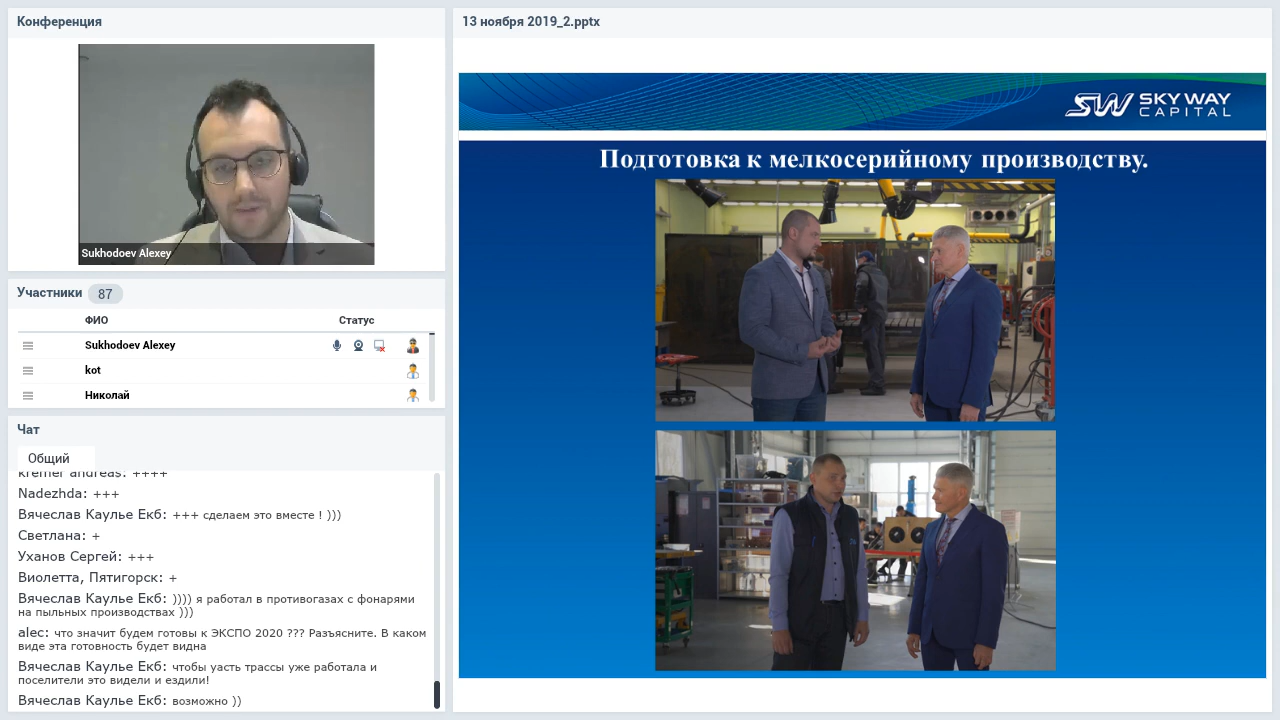 Конференция
Sukhodoev Alexey
Участники 87
ФИО Статус
Sukhodoev Alexey
kot
Николай
Чат
Общий
kremer andreas: ++++
Nadezhda: +++
Вячеслав Каулье Екб: +++ сделаем это вместе ! )))
Светлана: +
Уханов Сергей: +++
Виолетта, Пятигорск: +
Вячеслав Каулье Екб: )))) я работал в противогазах с фонарями
на пыльных производствах )))
alec: что значит будем готовы к ЭКСПО 2020 ??? Разъясните. В каком
виде эта готовность будет видна
Вячеслав Каулье Екб: чтобы уасть трассы уже работала и
поселители это видели и ездили!
Вячеслав Каулье Екб: возможно ))
13 ноября 2019_2.pptx
SW SKY WAY
CAPITAL
Подготовка к мелкосерийному производству.